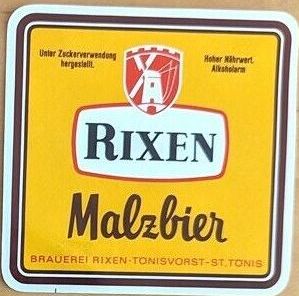 Unter Zuckerverwendung
hergestellt.
Hoher Nährwert.
Alkoholarm
RIXEN
Malzbier
BRAUEREI RIXEN-TÖNISVORST-ST. TÖNIS